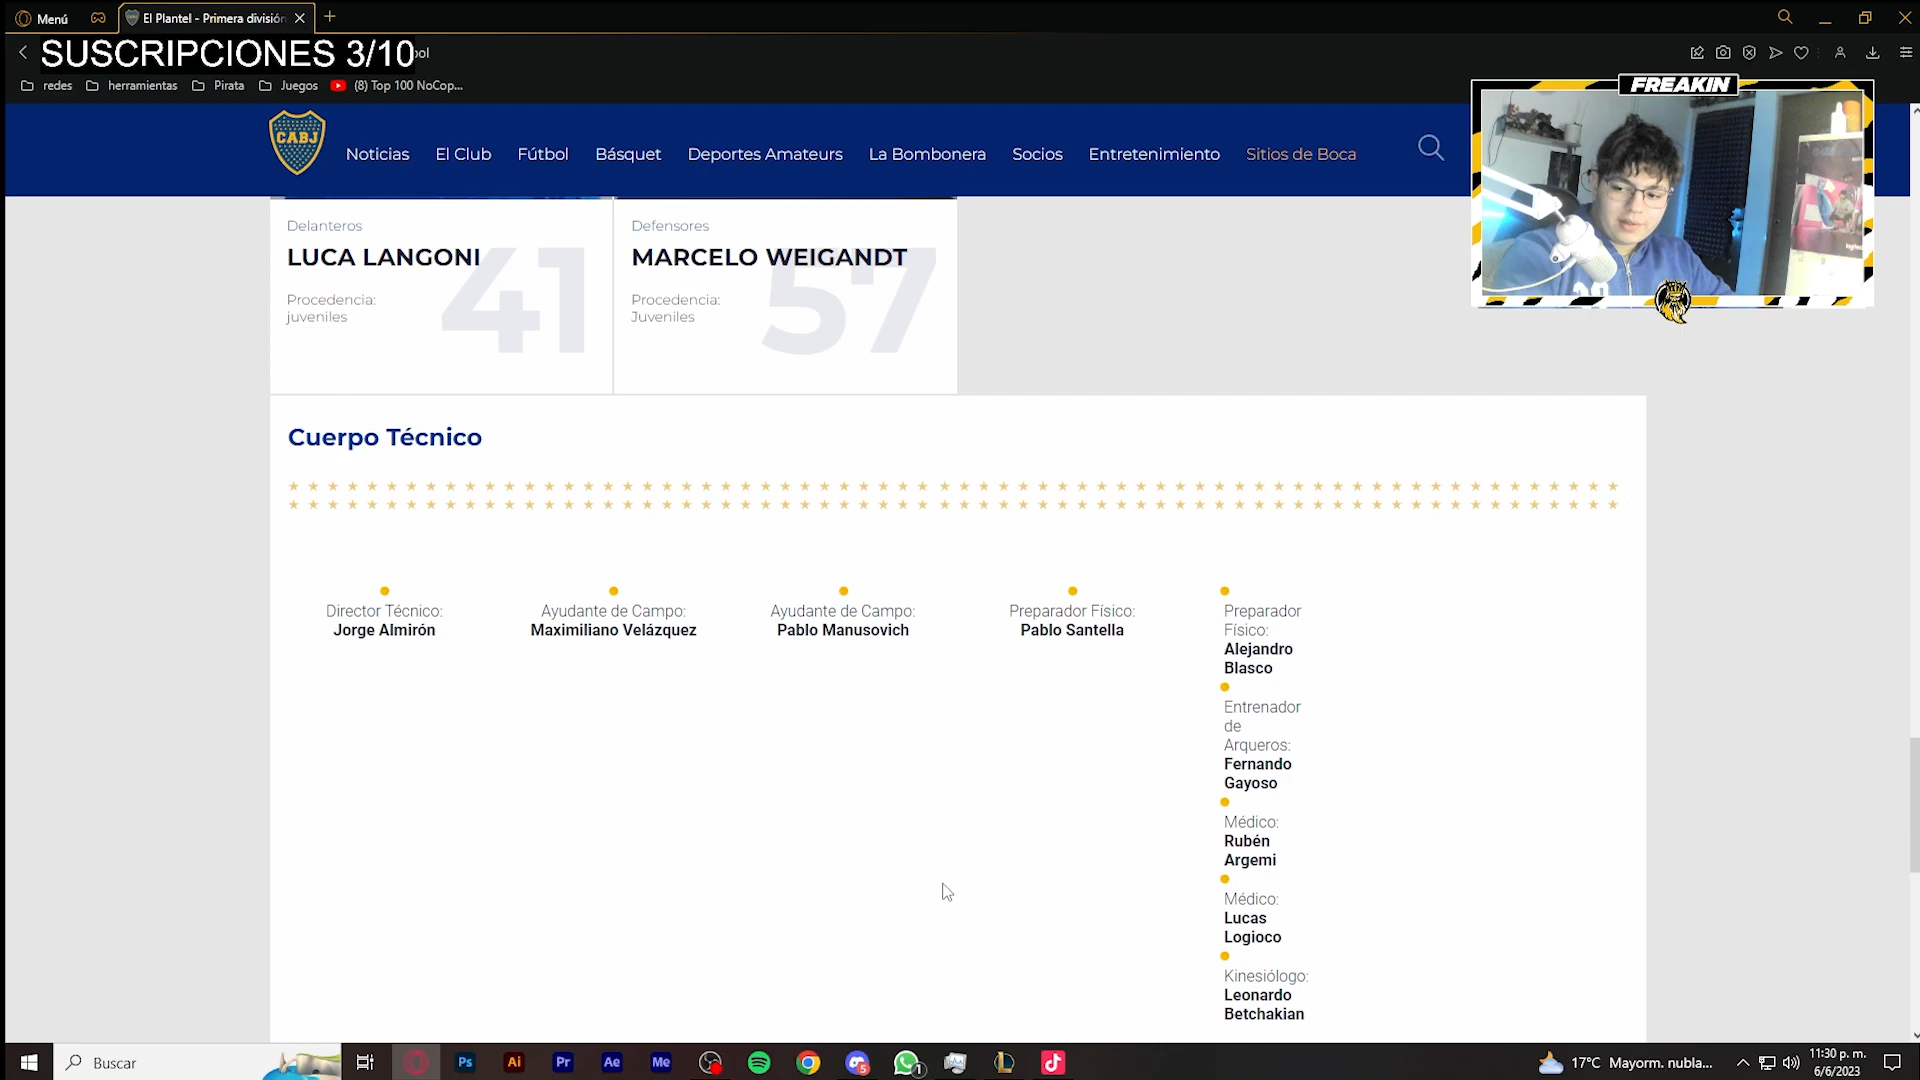 Menú
El Plantel - Primera división
SUSCRIPCIONES 3/10
bol
redes
herramientas
Pirata
Juegos
(8) Top 100 NoCop...
FREAKIN
CABJ
Noticias
El Club
Fútbol
Básquet
Deportes Amateurs
La Bombonera
Socios
Entretenimiento
Sitios de Boca
Delanteros
LUCA LANGONI
41
Procedencia:
juveniles
Defensores
MARCELO WEIGANDT
57
Procedencia:
Juveniles
Cuerpo Técnico
Director Técnico:
Jorge Almirón
Ayudante de Campo:
Maximiliano Velázquez
Ayudante de Campo:
Pablo Manusovich
Preparador Físico:
Pablo Santella
Preparador
Físico:
Alejandro
Blasco
Entrenador
de
Arqueros:
Fernando
Gayoso
Médico:
Rubén
Argemi
Médico:
Lucas
Logioco
Kinesiólogo:
Leonardo
Betchakian
Buscar
Ps
Ai
Pr
Ae
Me
5
1
17°C Mayorm. nubla...
11:30 p. m.
6/6/2023